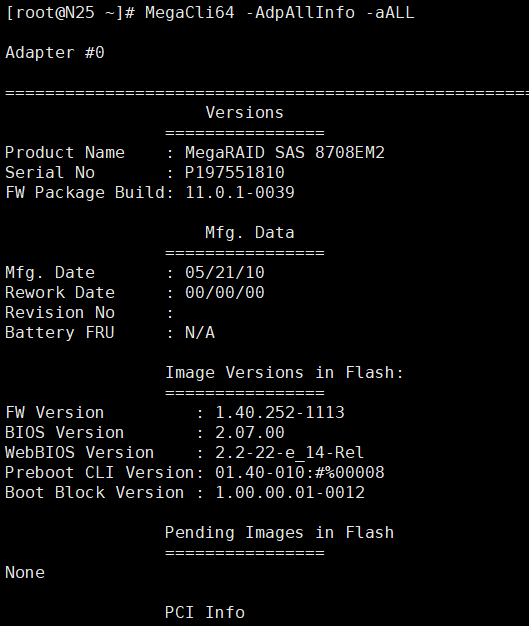 [root@N25 ~]# MegaCli64 -AdpAllInfo -aALL
Adapter #0
=====================================================
Versions
================
Product Name    : MegaRAID SAS 8708EM2
Serial No       : P197551810
FW Package Build: 11.0.1-0039
Mfg. Data
================
Mfg. Date       : 05/21/10
Rework Date     : 00/00/00
Revision No     :
Battery FRU     : N/A
Image Versions in Flash:
================
FW Version         : 1.40.252-1113
BIOS Version       : 2.07.00
WebBIOS Version    : 2.2-22-e_14-Rel
Preboot CLI Version: 01.40-010:#%00008
Boot Block Version : 1.00.00.01-0012
Pending Images in Flash
================
None
PCI Info